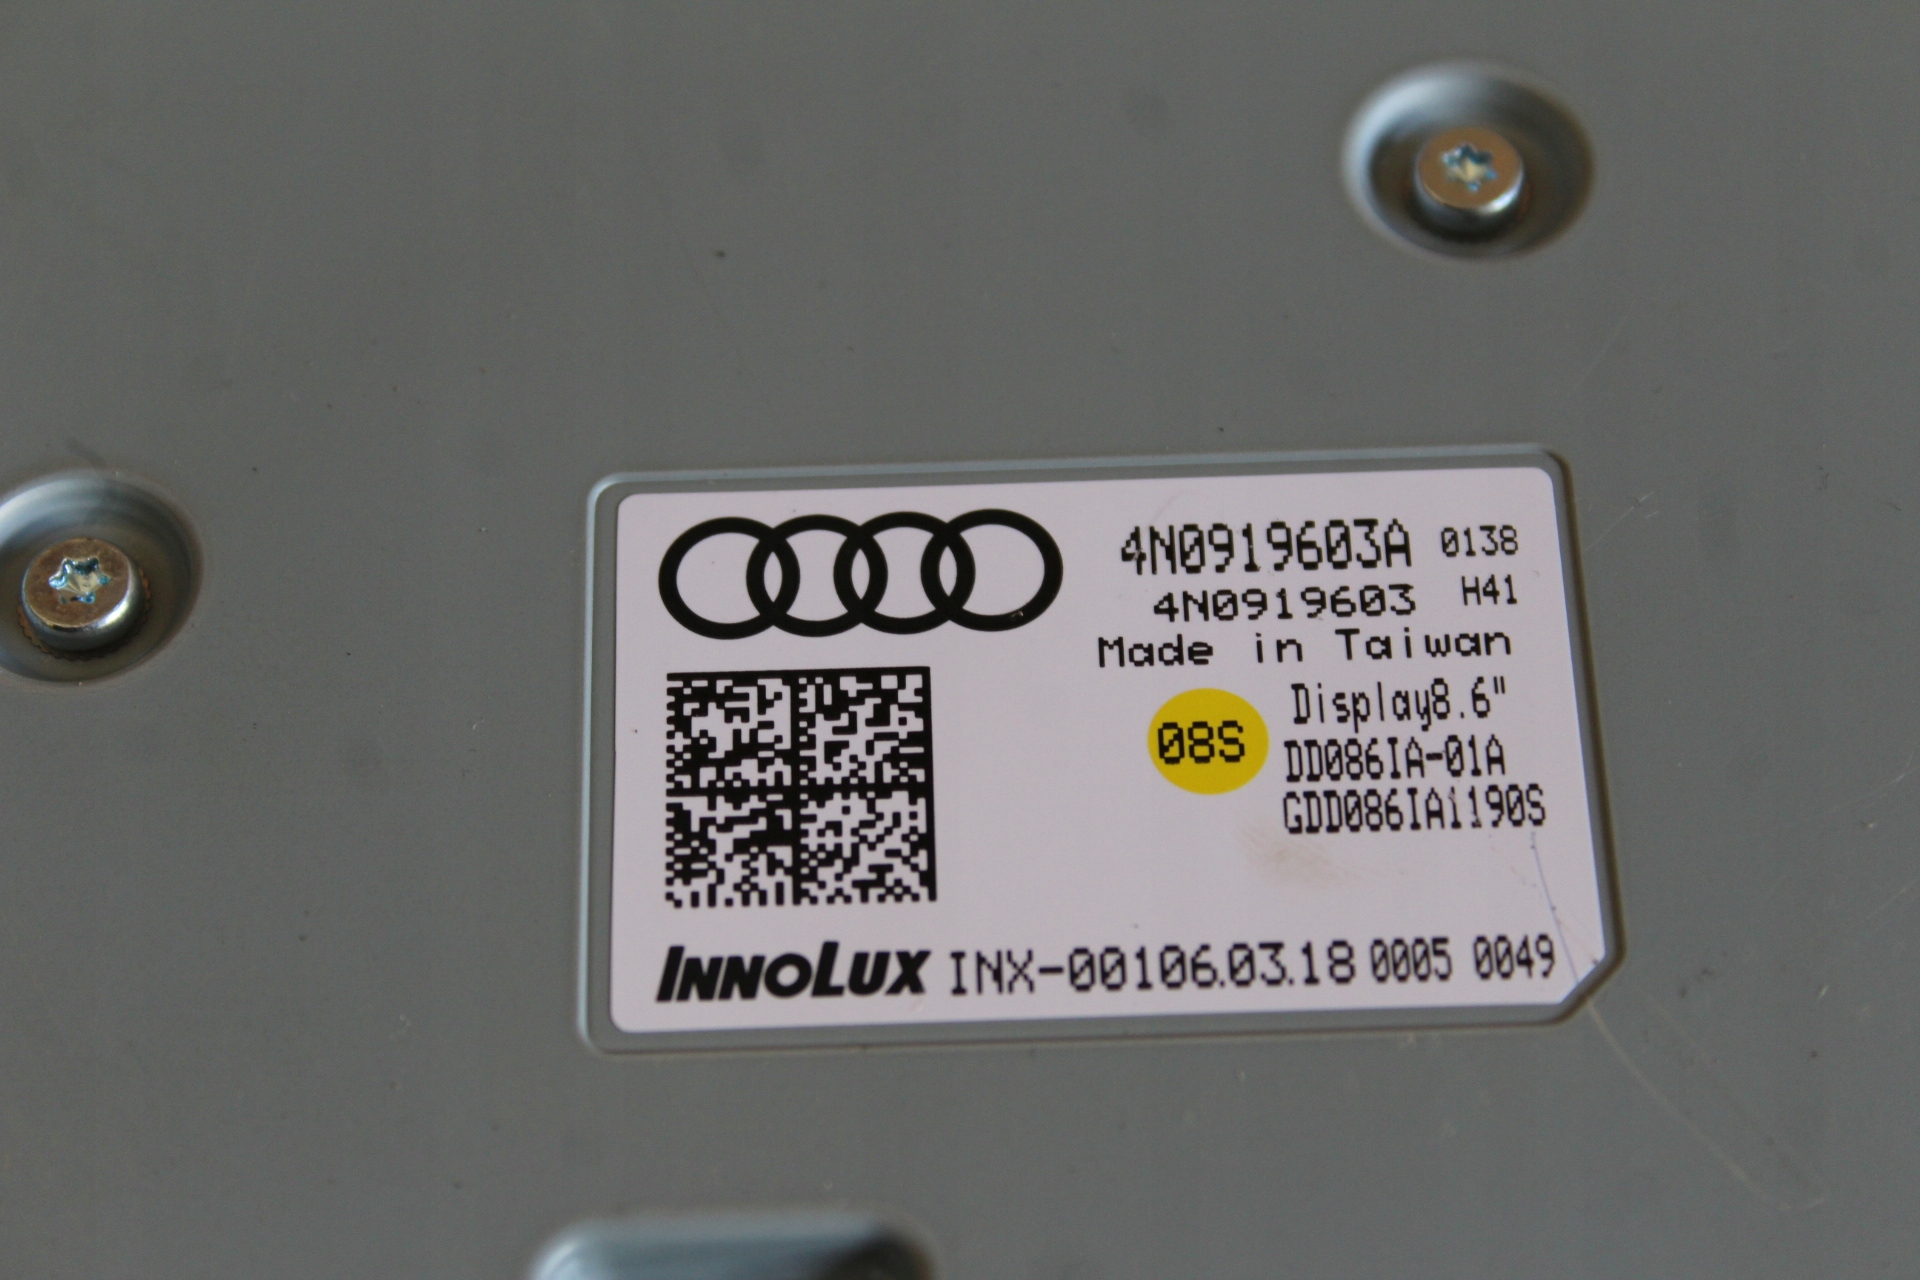 4N0919603A 0138
4N0919603 H41
Made in Taiwan
Display8.6"
08S
DD086IA-01A
GDD086IA1190S
INNOLUX INX-00106.03.18 0005 0049